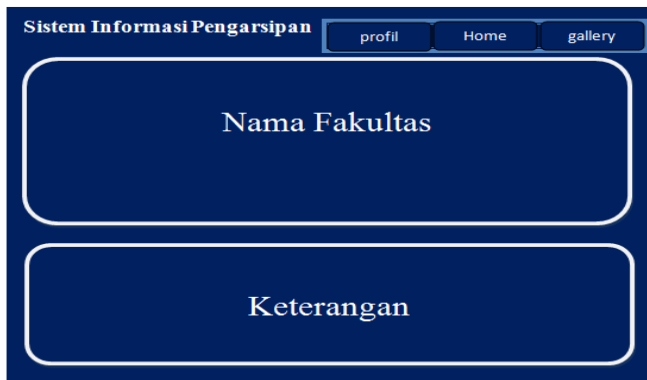 Sistem Informasi Pengarsipan
profil Home gallery
Nama Fakultas
Keterangan